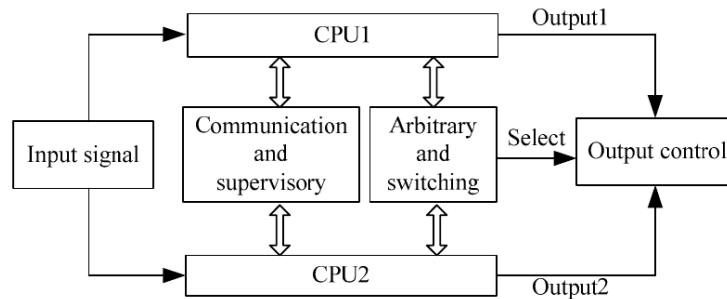 Output1
CPU1
Input signal
Communication
and
supervisory
Arbitrary
and
switching
Select
Output control
CPU2
Output2